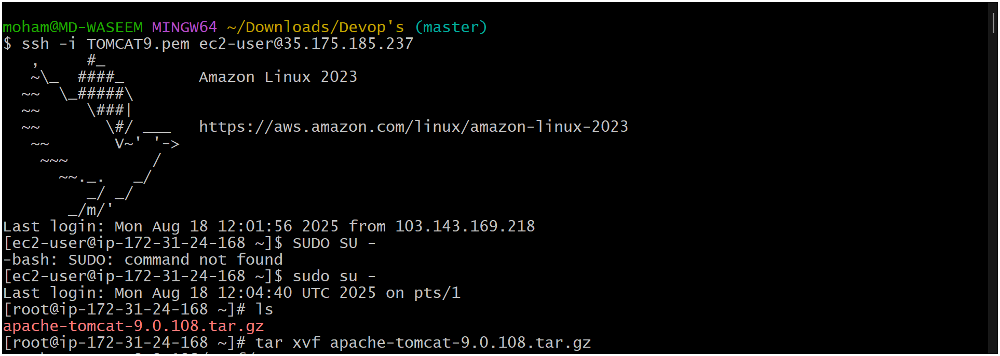 moham@MD-WASEEM MINGW64 ~/Downloads/Devop's (master)
$ ssh -i TOMCAT9.pem ec2-user@35.175.185.237
   ,     #_
   ~\_  ####_        Amazon Linux 2023
  ~~  \_#####\
  ~~     \###|
  ~~       \#/ ___   https://aws.amazon.com/linux/amazon-linux-2023
   ~~       V~' '->
    ~~~         /
      ~~._.   _/
         _/ _/
       _/m/'
Last login: Mon Aug 18 12:01:56 2025 from 103.143.169.218
[ec2-user@ip-172-31-24-168 ~]$ SUDO SU -
-bash: SUDO: command not found
[ec2-user@ip-172-31-24-168 ~]$ sudo su -
Last login: Mon Aug 18 12:04:40 UTC 2025 on pts/1
[root@ip-172-31-24-168 ~]# ls
apache-tomcat-9.0.108.tar.gz
[root@ip-172-31-24-168 ~]# tar xvf apache-tomcat-9.0.108.tar.gz